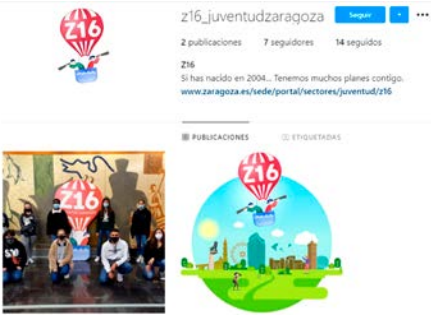 Z16
z16_juventudzaragoza Seguir ...
2 publicaciones 7 seguidores 14 seguidos
Z16
Si has nacido en 2004... Tenemos muchos planes contigo.
www.zaragoza.es/sede/portal/sectores/juventud/z16
PUBLICACIONES ETIQUETADAS
Z16
Z16